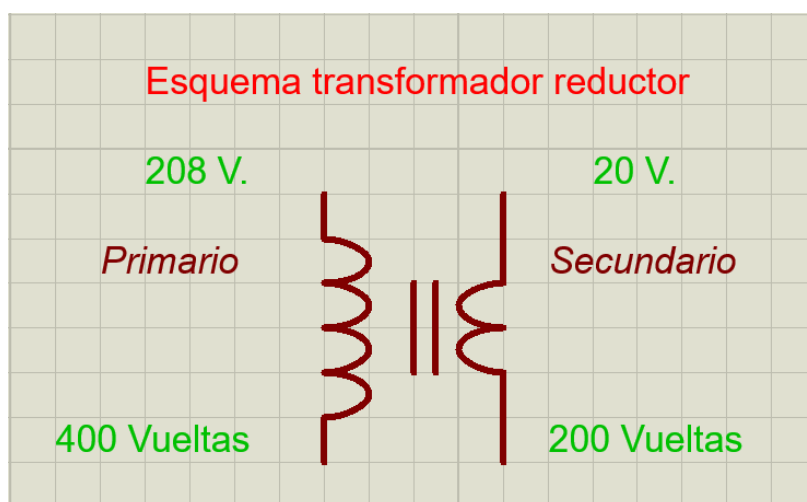 Esquema transformador reductor
208 V.
20 V.
Primario
Secundario
400 Vueltas
200 Vueltas